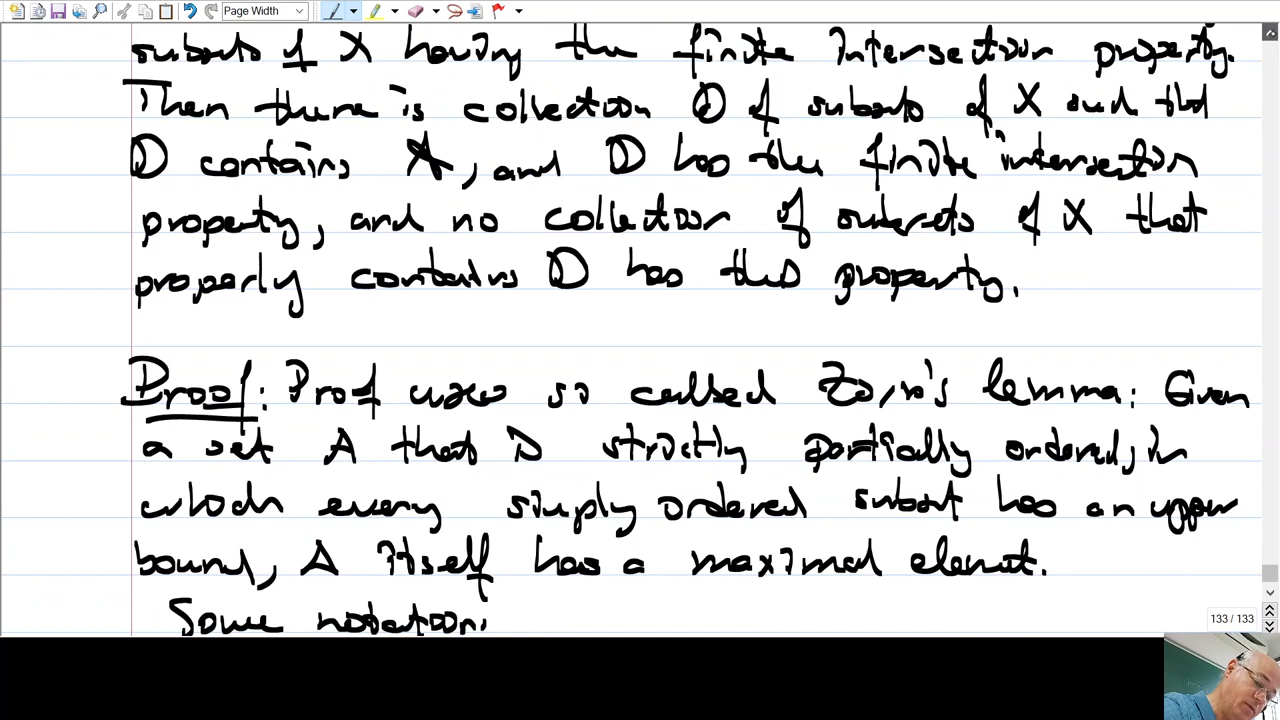 Page Width
subsets of X having the finite intersection property.
Then there is collection D of subsets of X such that
D contains A, and D has the finite intersection
property, and no collection of subsets of X that
properly contains D has this property.
Proof: Proof uses so called Zorn's lemma: Given
a set A that is strictly partially ordered, in
which every simply ordered subset has an upper
bound, A itself has a maximal element.
Some notation:
133 / 133